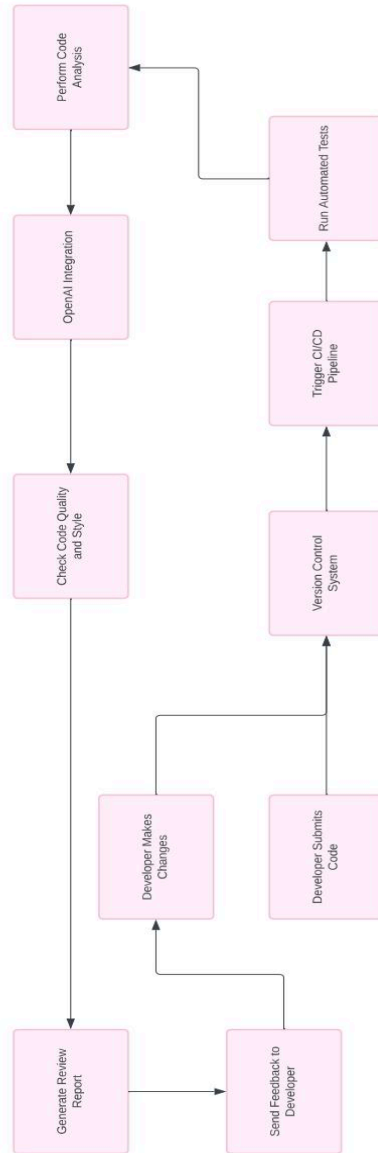 Developer Submits
Code
Version Control
System
Trigger CI/CD
Pipeline
Run Automated Tests
Perform Code
Analysis
OpenAI Integration
Check Code Quality
and Style
Generate Review
Report
Send Feedback to
Developer
Developer Makes
Changes